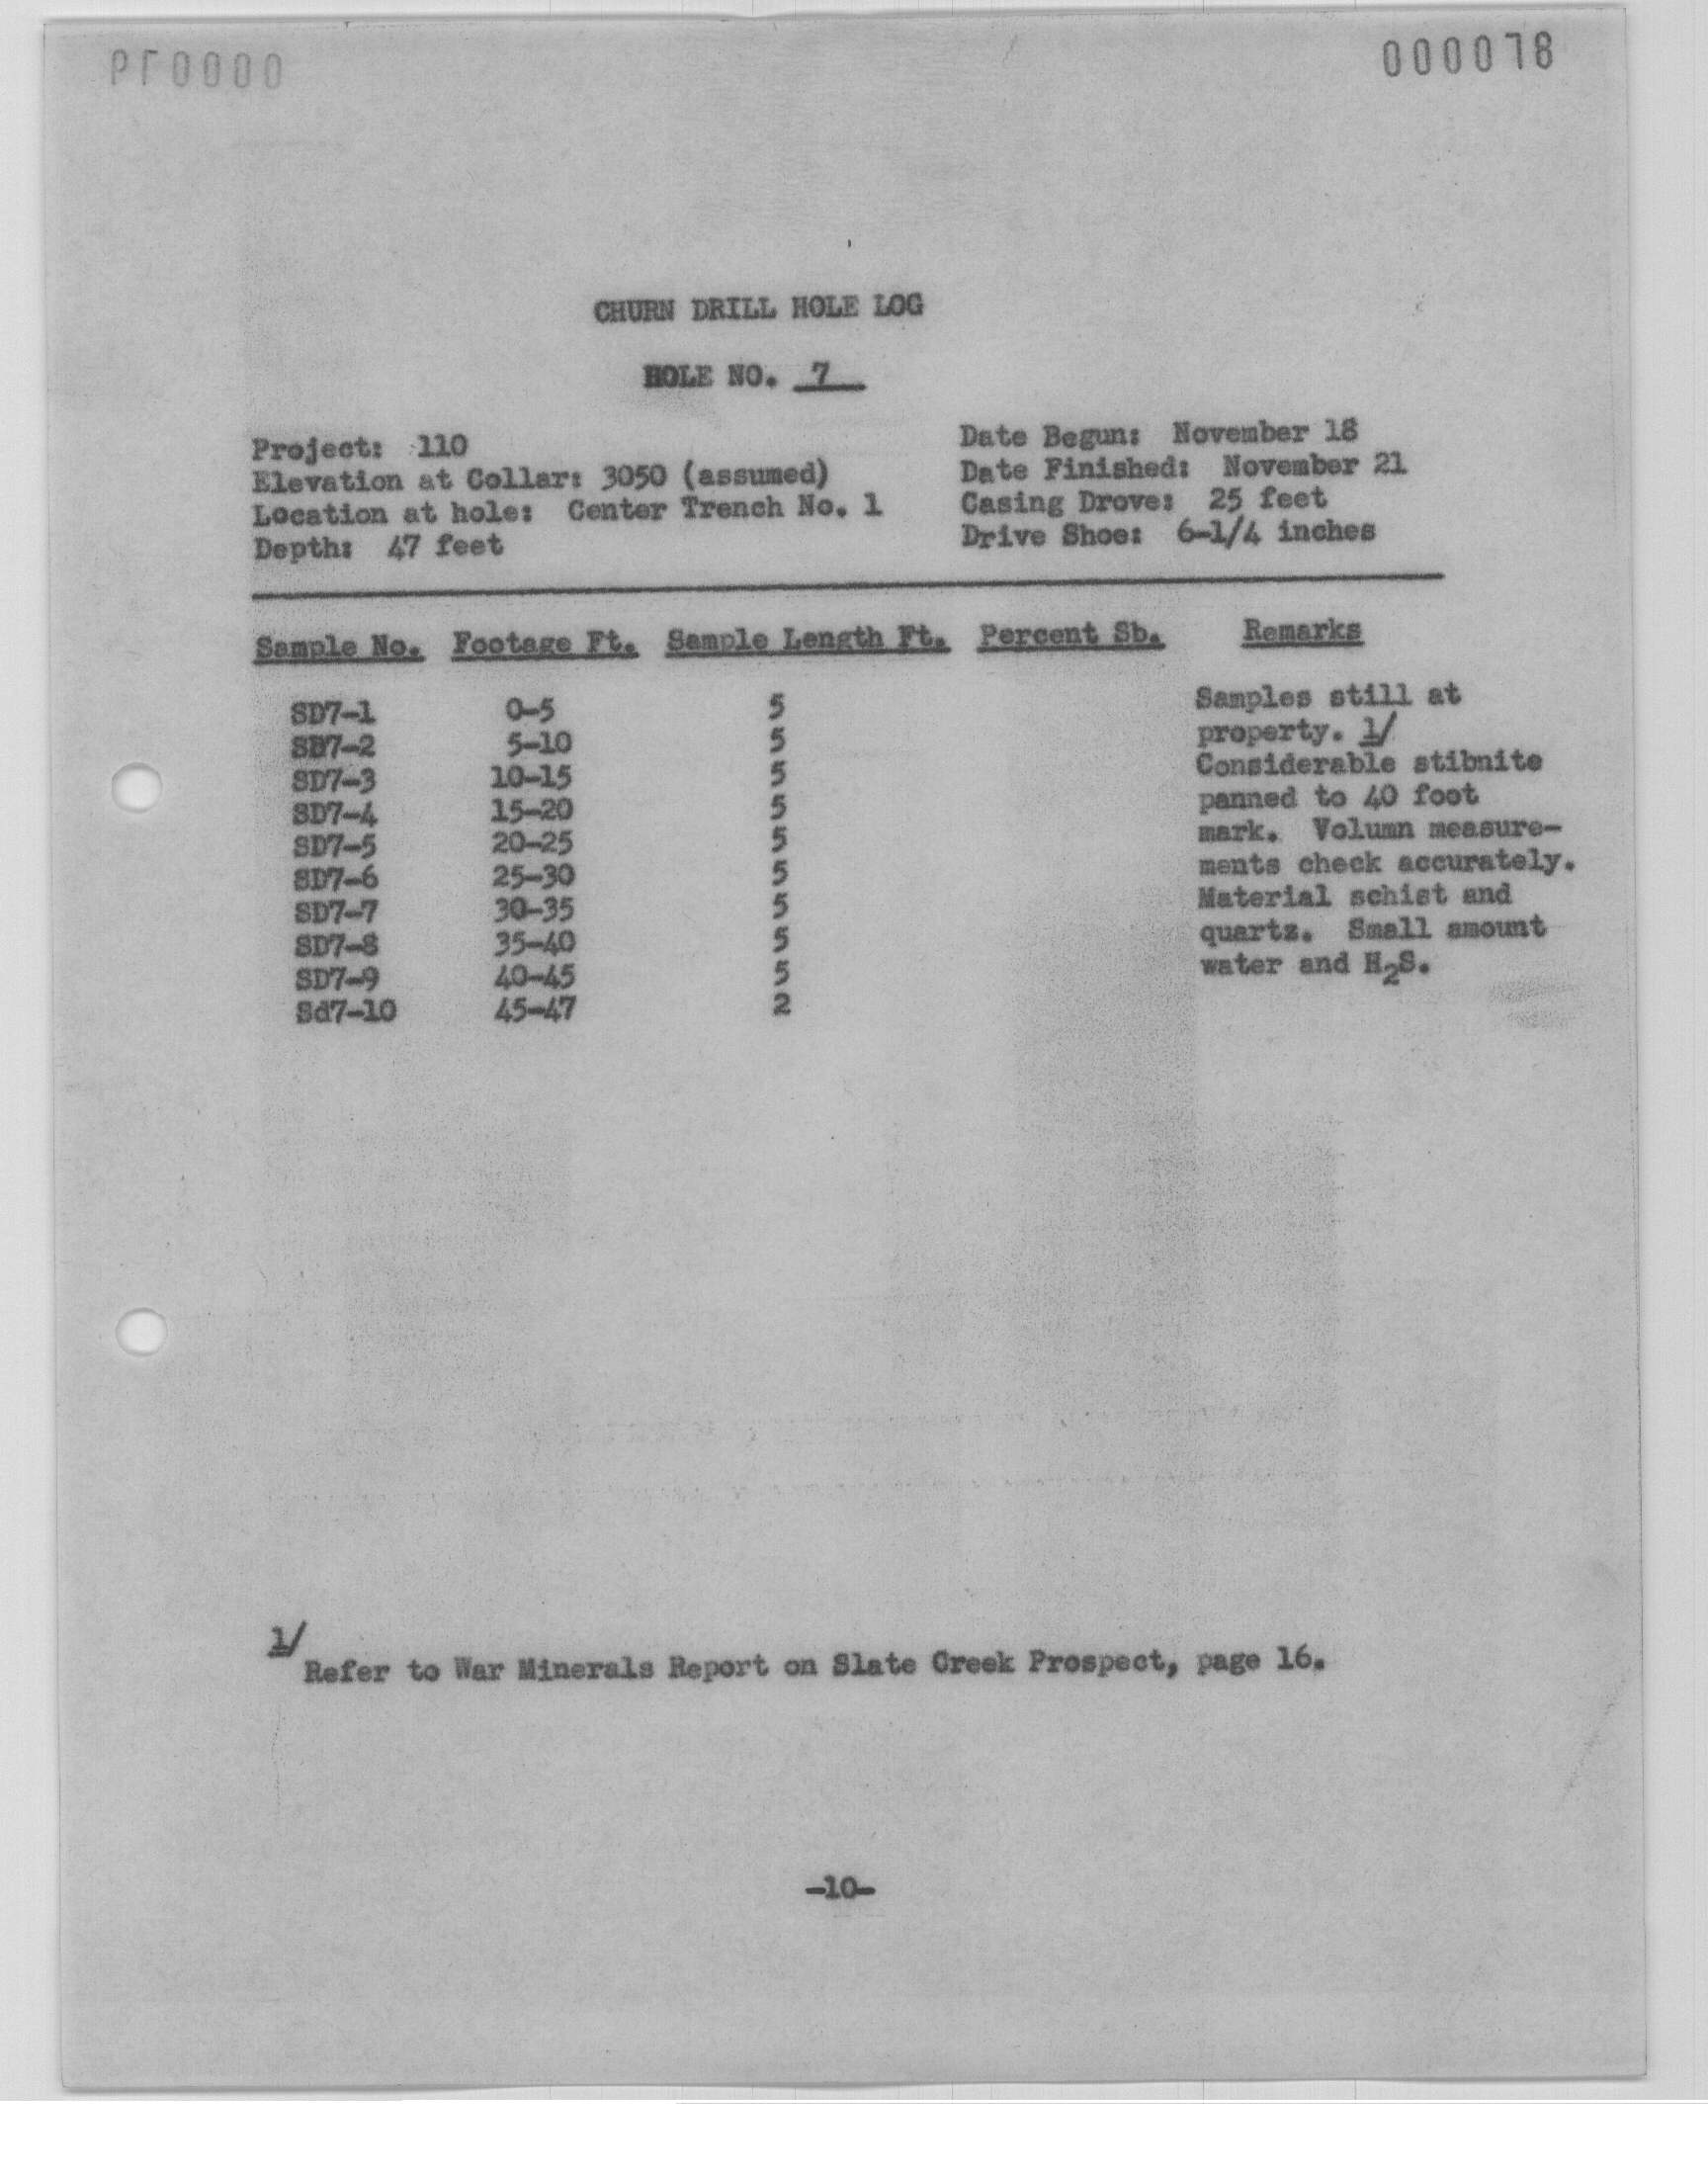 000078
CHURN DRILL HOLE LOG
HOLE NO. 7
Project: 110
Elevation at Collar: 3050 (assumed)
Location at hole: Center Trench No. 1
Depth: 47 feet
Date Begun: November 18
Date Finished: November 21
Casing Drove: 25 feet
Drive Shoe: 6-1/4 inches
Sample No. Footage Ft. Sample Length Ft. Percent Sb. Remarks
SD7-1 0-5 5
SD7-2 5-10 5
SD7-3 10-15 5
SD7-4 15-20 5
SD7-5 20-25 5
SD7-6 25-30 5
SD7-7 30-35 5
SD7-8 35-40 5
SD7-9 40-45 5
Sd7-10 45-47 2
Samples still at
property. 1/
Considerable stibnite
panned to 40 foot
mark. Volumn measure-
ments check accurately.
Material schist and
quartz. Small amount
water and H2S.
1/
Refer to War Minerals Report on Slate Creek Prospect, page 16.
-10-